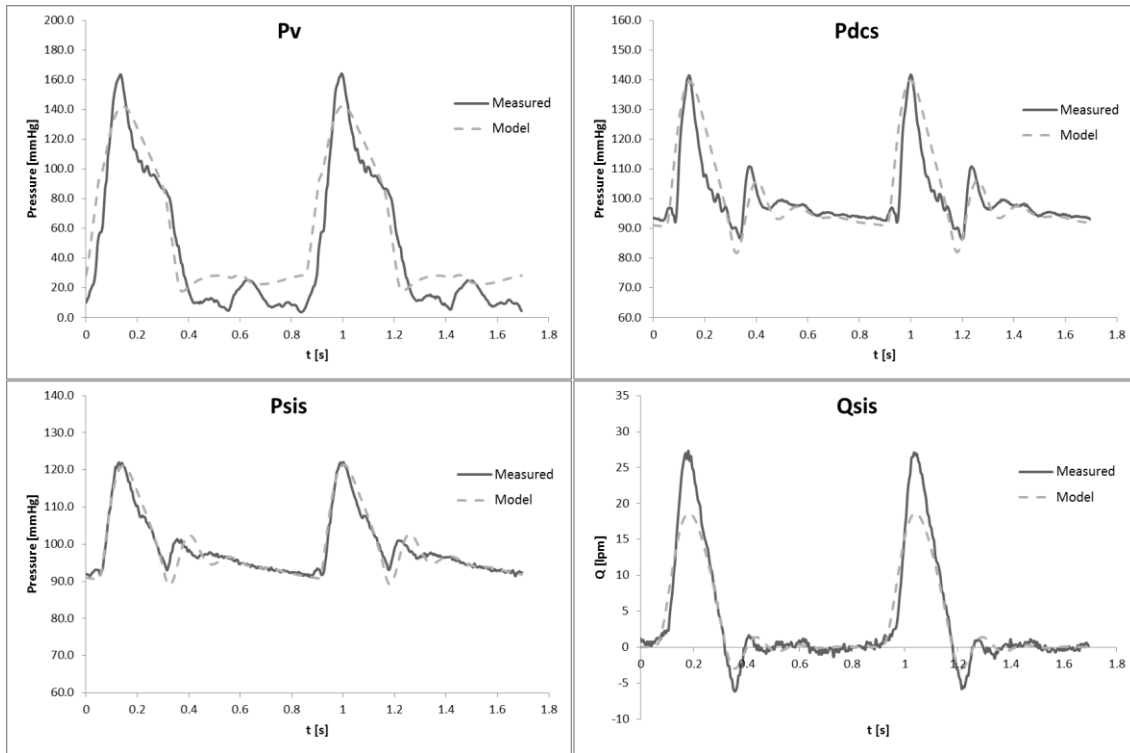 Pv
200.0
180.0
160.0
140.0
120.0
100.0
80.0
60.0
40.0
20.0
0.0
Pressure [mmHg]
0 0.2 0.4 0.6 0.8 1 1.2 1.4 1.6 1.8
t [s]
Measured
Model
Pdcs
160.0
150.0
140.0
130.0
120.0
110.0
100.0
90.0
80.0
70.0
60.0
Pressure [mmHg]
0 0.2 0.4 0.6 0.8 1 1.2 1.4 1.6 1.8
t [s]
Measured
Model
Psis
140.0
130.0
120.0
110.0
100.0
90.0
80.0
70.0
60.0
Pressure [mmHg]
0 0.2 0.4 0.6 0.8 1 1.2 1.4 1.6 1.8
t [s]
Measured
Model
Qsis
35
30
25
20
15
10
5
0
-5
-10
Q [lpm]
0 0.2 0.4 0.6 0.8 1 1.2 1.4 1.6 1.8
t [s]
Measured
Model